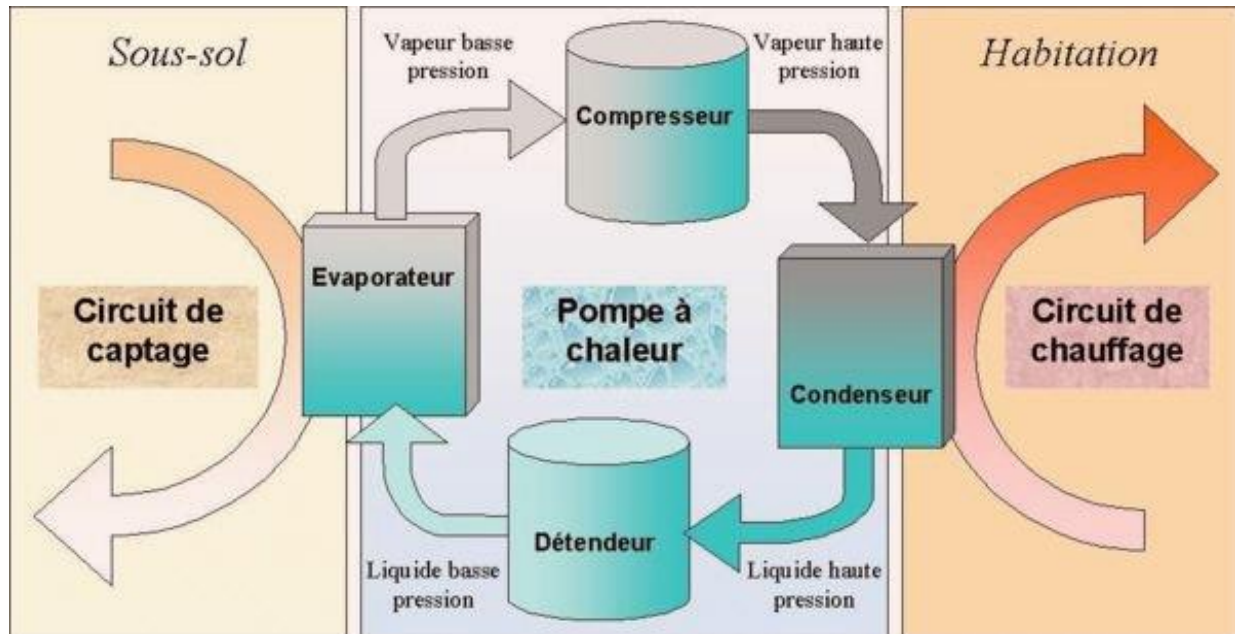 Sous-sol
Vapeur basse
pression
Compresseur
Vapeur haute
pression
Habitation
Evaporateur
Circuit de
captage
Pompe à
chaleur
Condenseur
Circuit de
chauffage
Détendeur
Liquide basse
pression
Liquide haute
pression